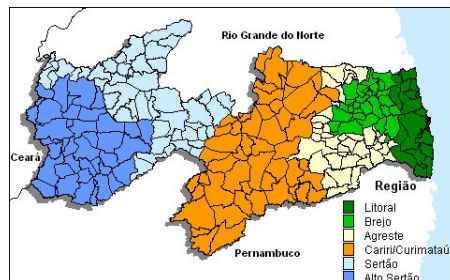 Rio Grande do Norte
Ceará
Pernambuco
Região
Litoral
Brejo
Agreste
Cariri/Curimataú
Sertão
Alto Sertão